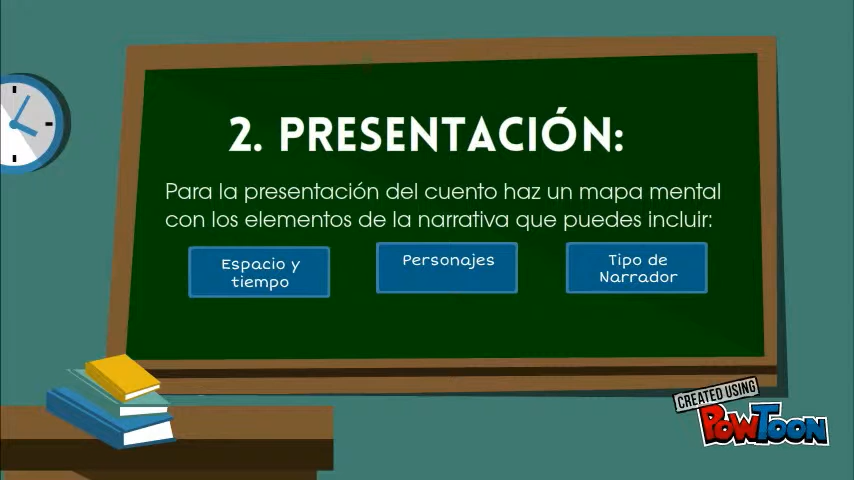 2. PRESENTACIÓN:
Para la presentación del cuento haz un mapa mental
con los elementos de la narrativa que puedes incluir:
Espacio y
tiempo
Personajes
Tipo de
Narrador
CREATED USING
POWTOON